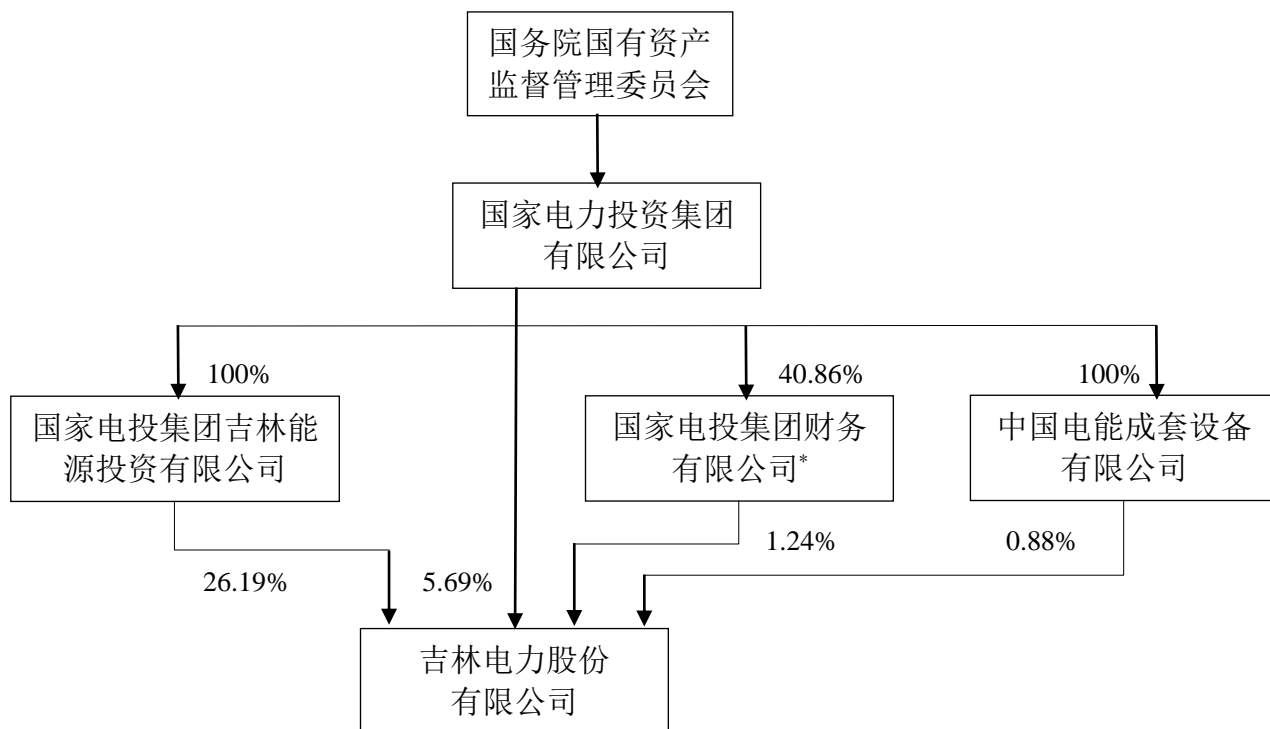 国务院国有资产
监督管理委员会
国家电力投资集团
有限公司
100%
40.86%
100%
国家电投集团吉林能
源投资有限公司
国家电投集团财务
有限公司*
中国电能成套设备
有限公司
26.19%
5.69%
1.24%
0.88%
吉林电力股份
有限公司